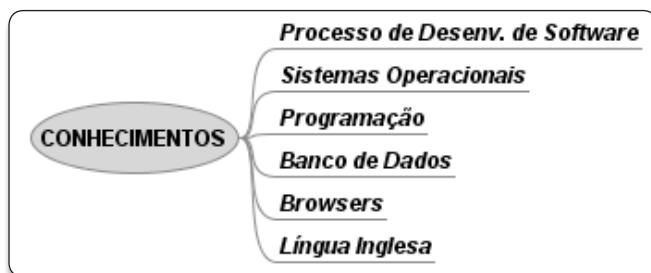 Processo de Desenv. de Software
Sistemas Operacionais
Programação
CONHECIMENTOS
Banco de Dados
Browsers
Língua Inglesa